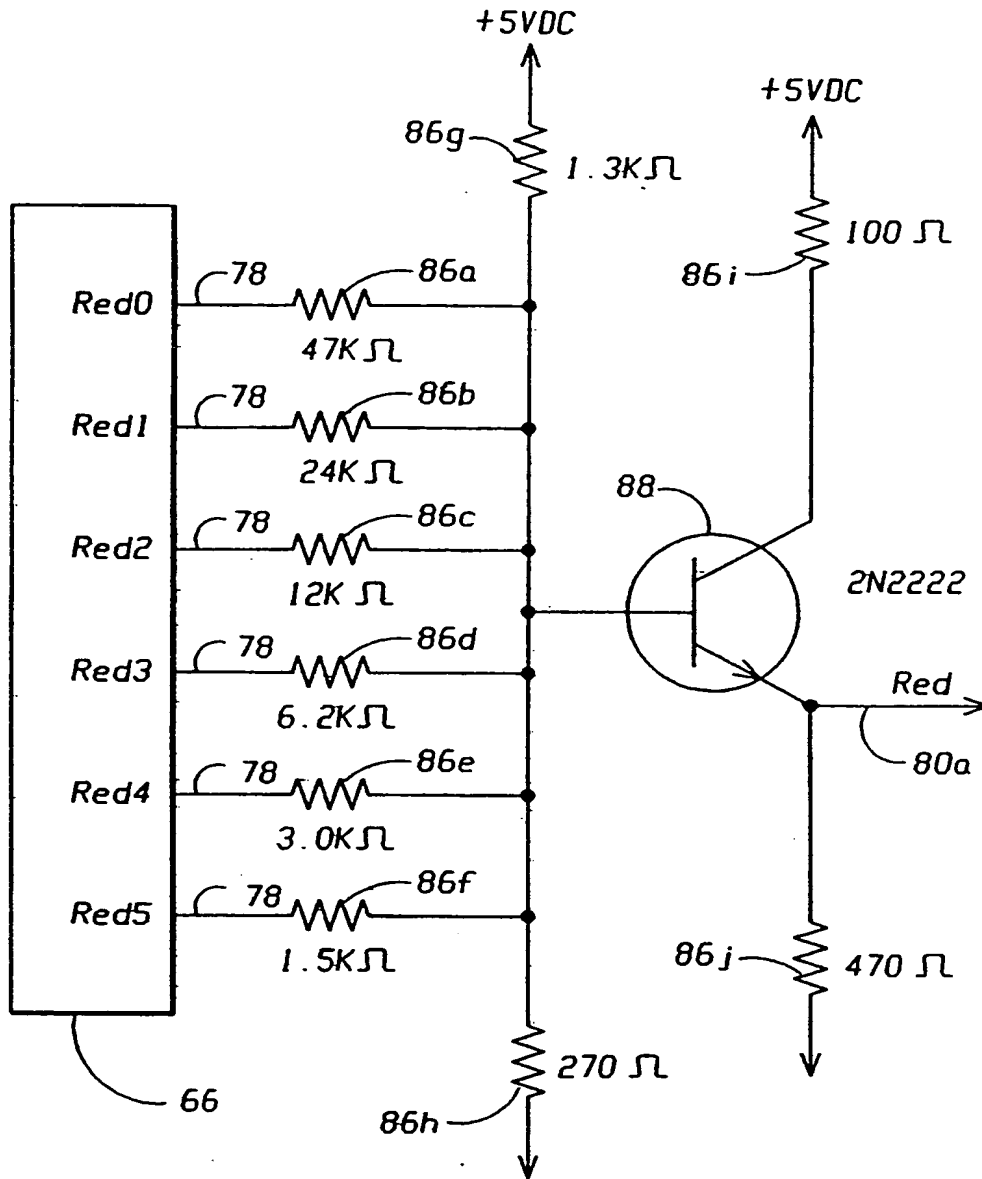 +5VDC
+5VDC
86g
1.3KΩ
100 Ω
86i
Red0
78
86a
47KΩ
Red1
78
86b
24KΩ
88
Red2
78
86c
12KΩ
2N2222
Red3
78
86d
6.2KΩ
Red
80a
Red4
78
86e
3.0KΩ
Red5
78
86f
1.5KΩ
86j
470 Ω
270 Ω
66
86h